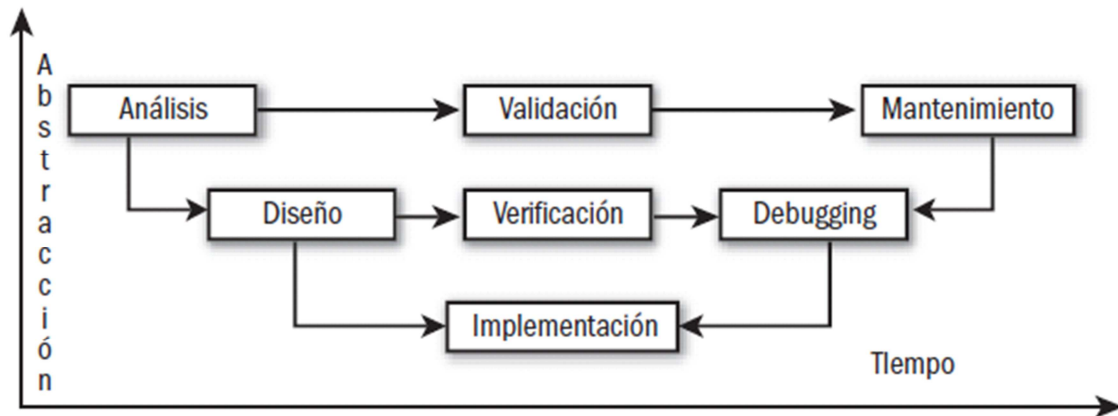 Abstracción
Análisis
Validación
Mantenimiento
Diseño
Verificación
Debugging
Implementación
TIempo